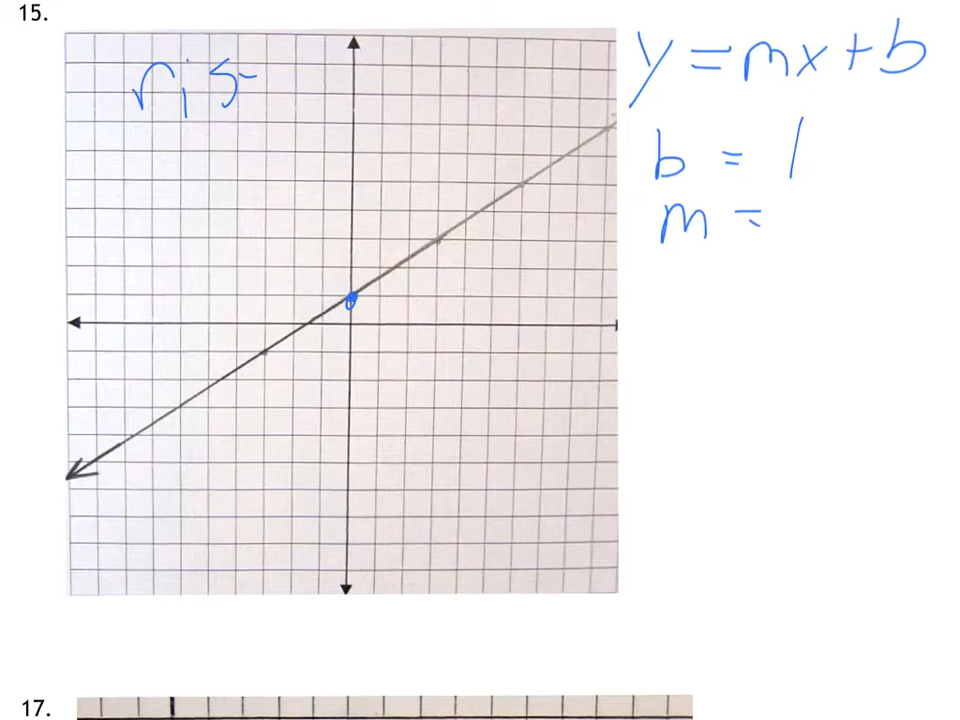 15.
y = mx + b
ris
b = 1
m =
17.